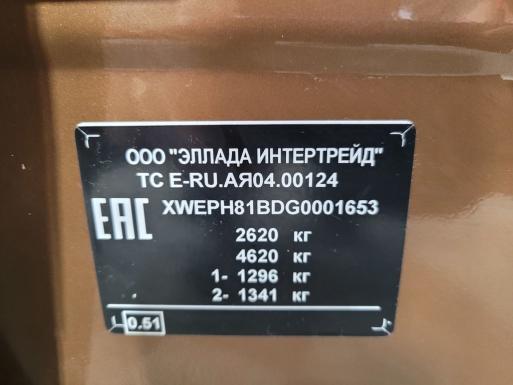 ООО "ЭЛЛАДА ИНТЕРТРЕЙД"
ТС E-RU.АЯ04.00124
EAC
XWEPH81BDG0001653
2620 кг
4620 кг
1- 1296 кг
2- 1341 кг
0.51